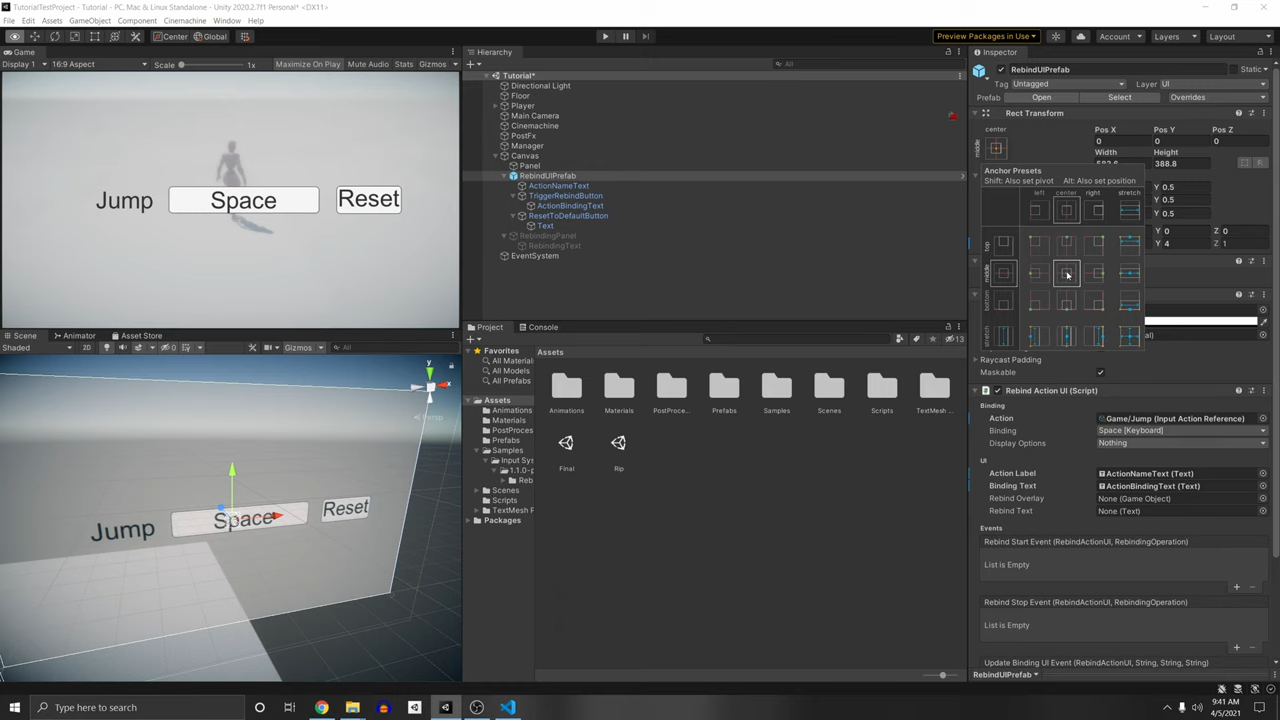 TutorialTestProject - Tutorial - PC, Mac & Linux Standalone - Unity 2020.2.7f1 Personal* <DX11>
File Edit Assets GameObject Component Cinemachine Window Help
Center Global Preview Packages in Use Account Layers Layout
Game
Display 1 16:9 Aspect Scale 1x Maximize On Play Mute Audio Stats Gizmos
Jump Space Reset
Scene Animator Asset Store
Shaded 2D 0 Gizmos All
y
x
Persp
Jump Space Reset
Hierarchy
All
Tutorial*
Directional Light
Floor
Player
Main Camera
Cinemachine
PostFx
Manager
Canvas
Panel
RebindUIPrefab
ActionNameText
TriggerRebindButton
ActionBindingText
ResetToDefaultButton
Text
RebindingPanel
RebindingText
EventSystem
Project Console
13
Favorites
All Material
All Models
All Prefabs
Assets
Animations
Materials
PostProces
Prefabs
Samples
Input Sys
1.1.0-p
Reb
Scenes
Scripts
TextMesh P
Packages
Assets
Animations Materials PostProce... Prefabs Samples Scenes Scripts TextMesh ...
Final Rip
Inspector
RebindUIPrefab Static
Tag Untagged Layer UI
Prefab Open Select Overrides
Rect Transform
center Pos X Pos Y Pos Z
middle 0 0 0
Width Height
582.6 388.8
Anchor Presets
Shift: Also set pivot Alt: Also set position
left center right stretch
top
middle
bottom
stretch
Y 0.5
Y 0.5
Y 0.5
Y 0 Z 0
Y 4 Z 1
Raycast Padding
Maskable
Rebind Action UI (Script)
Binding
Action Game/Jump (Input Action Reference)
Binding Space [Keyboard]
Display Options Nothing
UI
Action Label ActionNameText (Text)
Binding Text ActionBindingText (Text)
Rebind Overlay None (Game Object)
Rebind Text None (Text)
Events
Rebind Start Event (RebindActionUI, RebindingOperation)
List is Empty
Rebind Stop Event (RebindActionUI, RebindingOperation)
List is Empty
Update Binding UI Event (RebindActionUI, String, String, String)
RebindUIPrefab
Type here to search
9:41 AM
4/5/2021